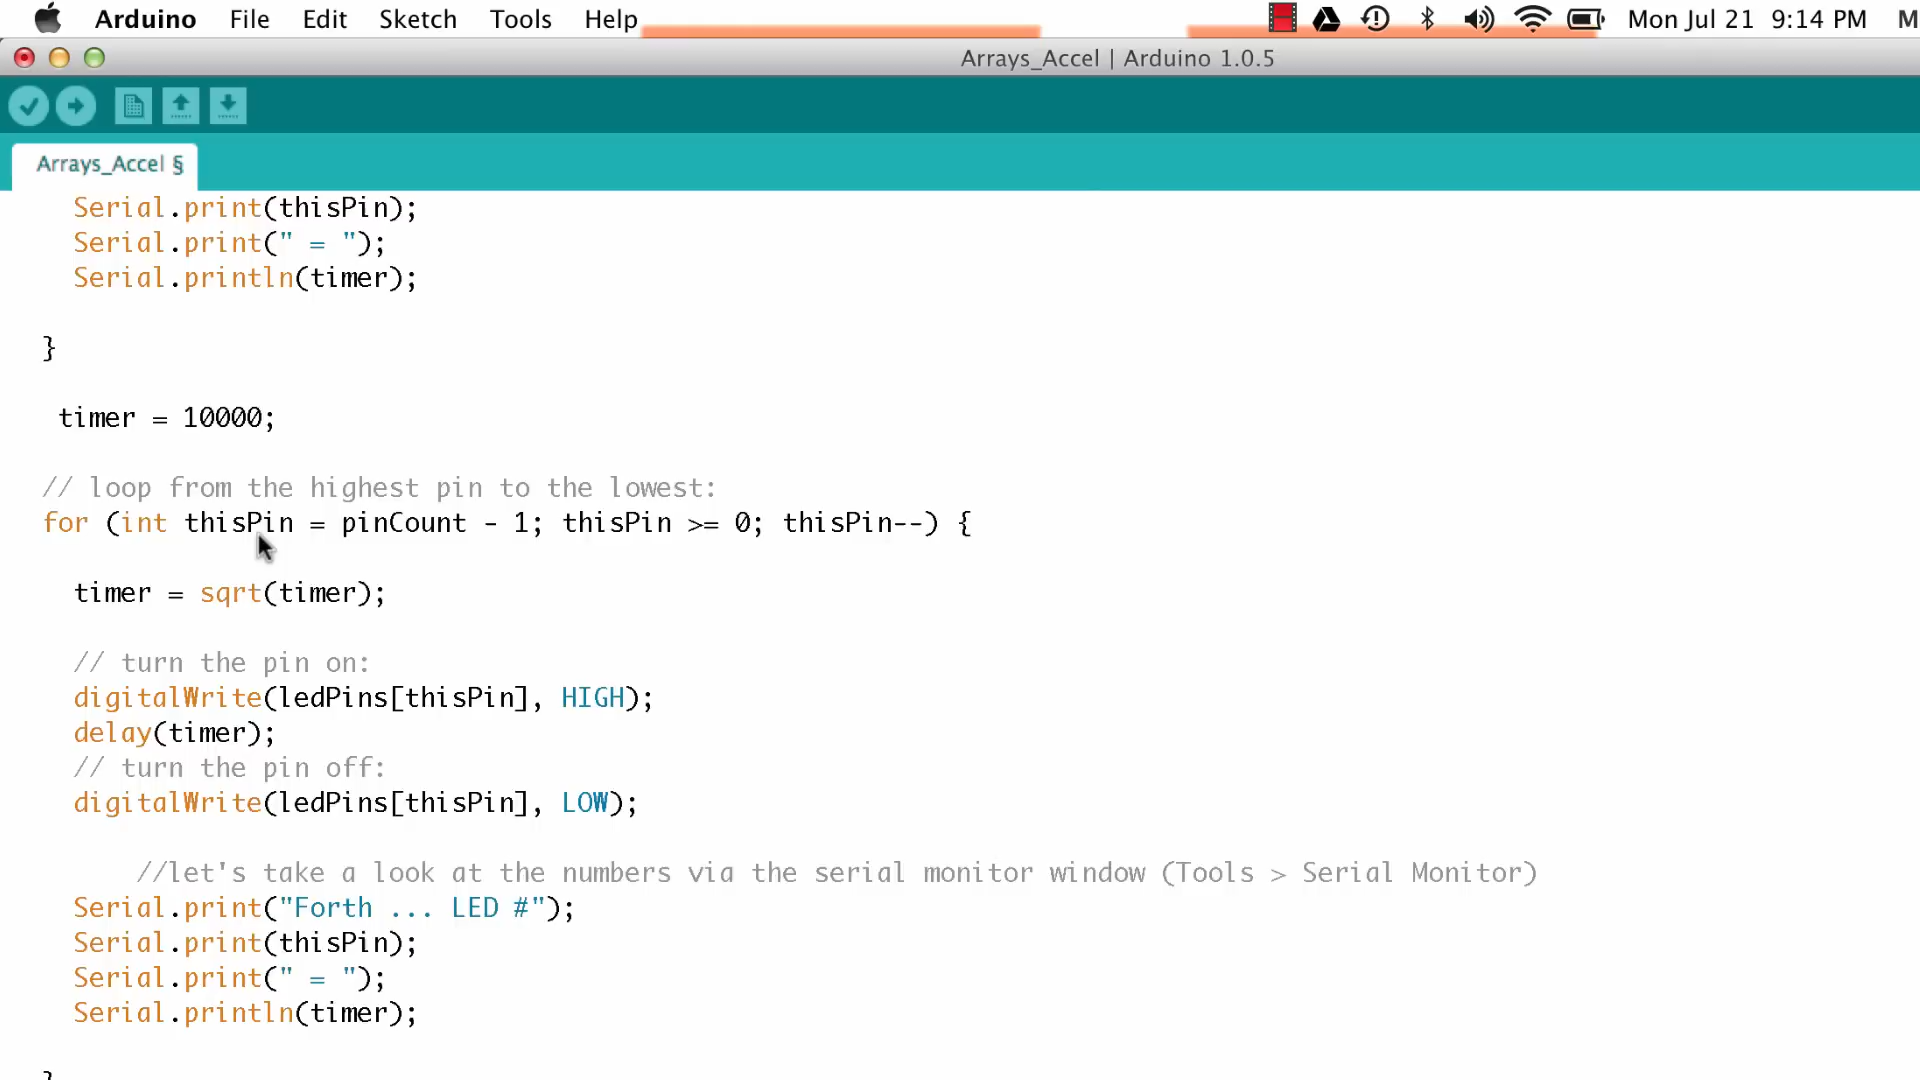 Arduino File Edit Sketch Tools Help Mon Jul 21 9:14 PM M
Arrays_Accel | Arduino 1.0.5
Arrays_Accel §
Serial.print(thisPin);
Serial.print(" = ");
Serial.println(timer);
}
timer = 10000;
// loop from the highest pin to the lowest:
for (int thisPin = pinCount - 1; thisPin >= 0; thisPin--) {
timer = sqrt(timer);
// turn the pin on:
digitalWrite(ledPins[thisPin], HIGH);
delay(timer);
// turn the pin off:
digitalWrite(ledPins[thisPin], LOW);
//let's take a look at the numbers via the serial monitor window (Tools > Serial Monitor)
Serial.print("Forth ... LED #");
Serial.print(thisPin);
Serial.print(" = ");
Serial.println(timer);
}